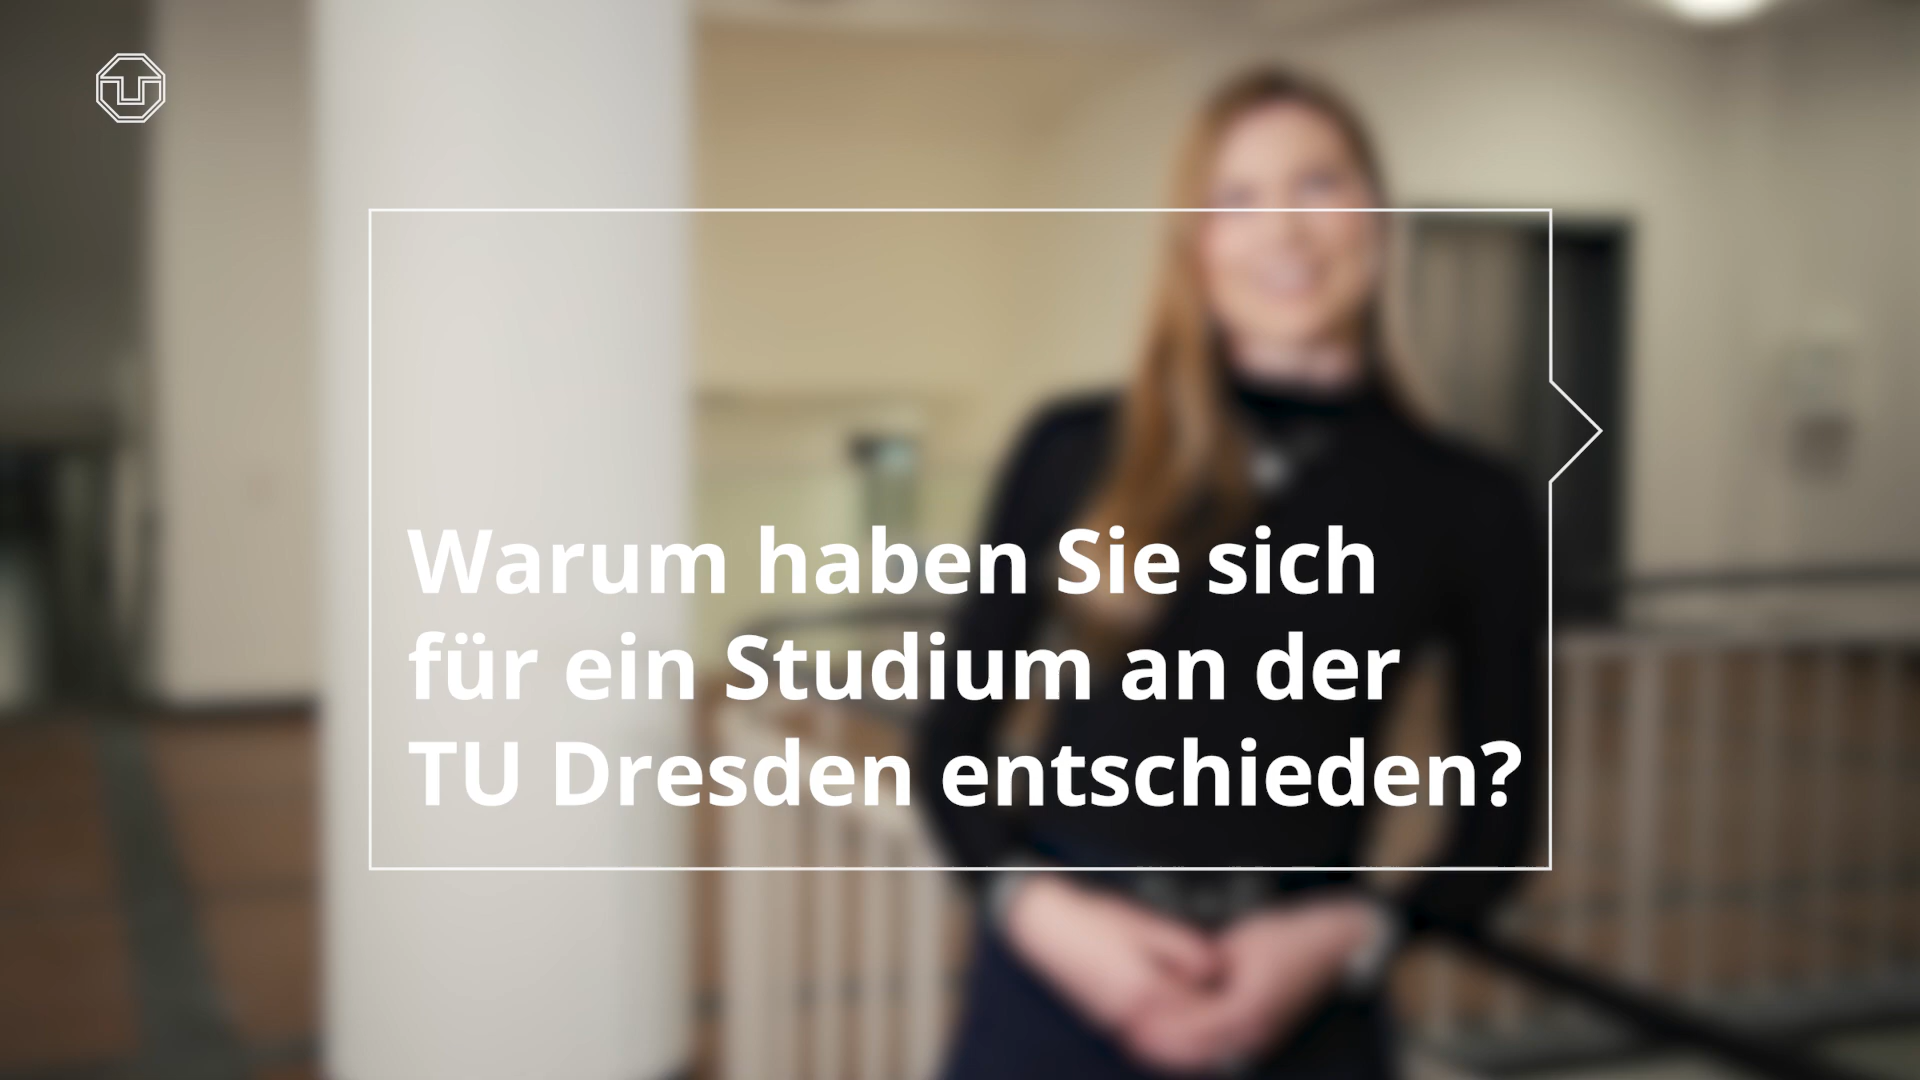 Warum haben Sie sich
für ein Studium an der
TU Dresden entschieden?